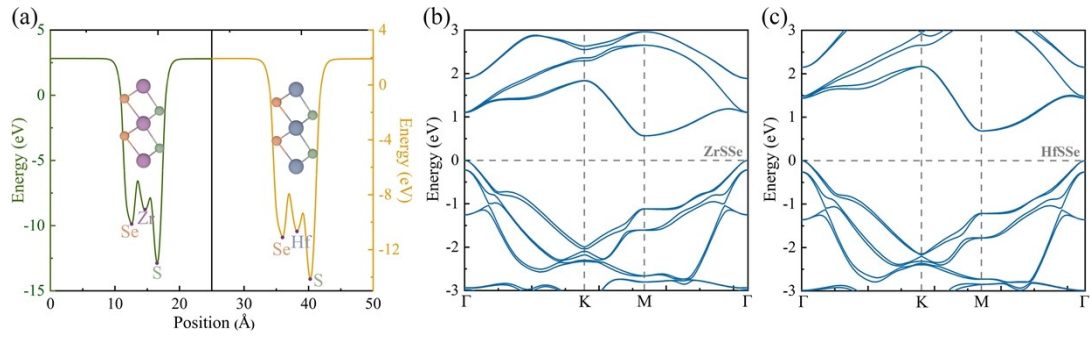 (a)
5
0
-5
-10
-15
Energy (eV)
Se
Zr
S
Se
Hf
S
4
2
0
-4
-8
-12
Energy (eV)
0
10
20
30
40
50
Position (Å)
(b)
3
2
1
0
-1
-2
-3
Energy (eV)
ZrSSe
Γ
K
M
Γ
(c)
3
2
1
0
-1
-2
-3
Energy (eV)
HfSSe
Γ
K
M
Γ